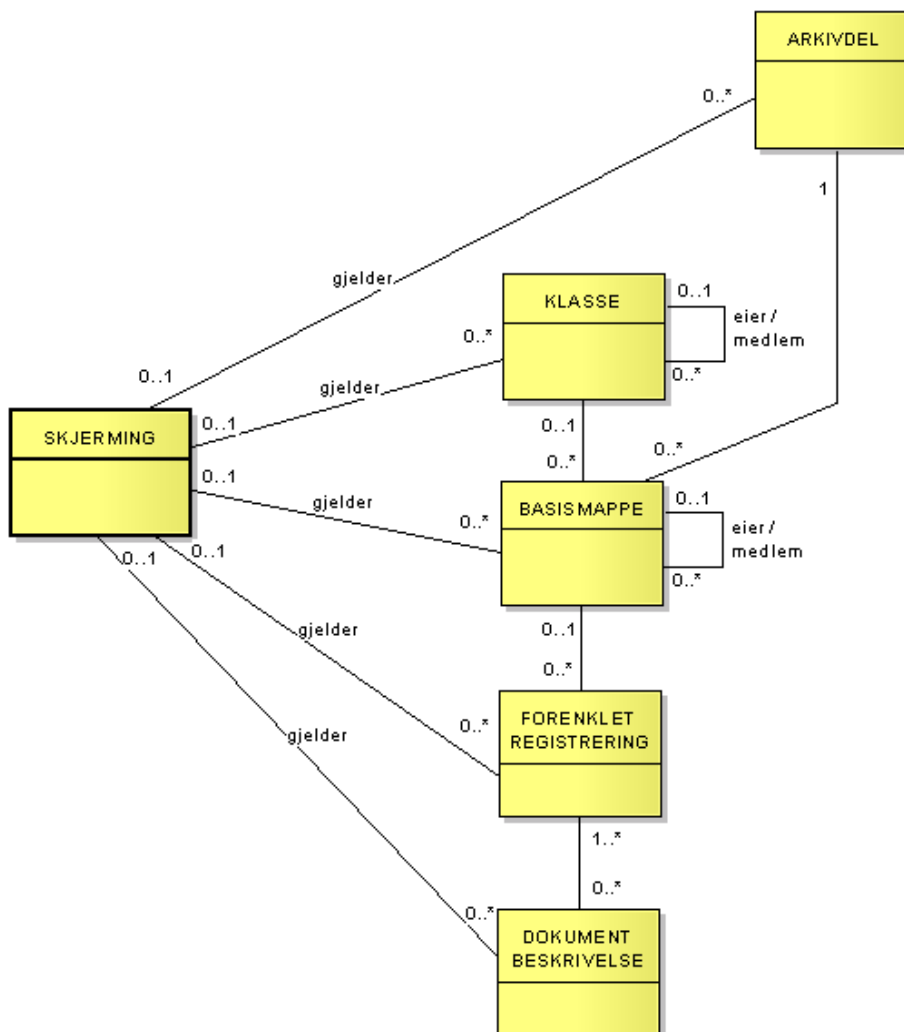 ARKIVDEL
0..*
1
gjelder
KLASSE
0..1
eier/
medlem
0..*
0..*
0..1
gjelder
0..1
0..1
0..*
0..*
SKJERMING
0..1
gjelder
0..*
BASISMAPPE
0..1
eier/
medlem
0..*
0..1
0..1
0..1
gjelder
0..*
0..*
FORENKLET
REGISTRERING
gjelder
1..*
0..*
0..*
DOKUMENT
BESKRIVELSE